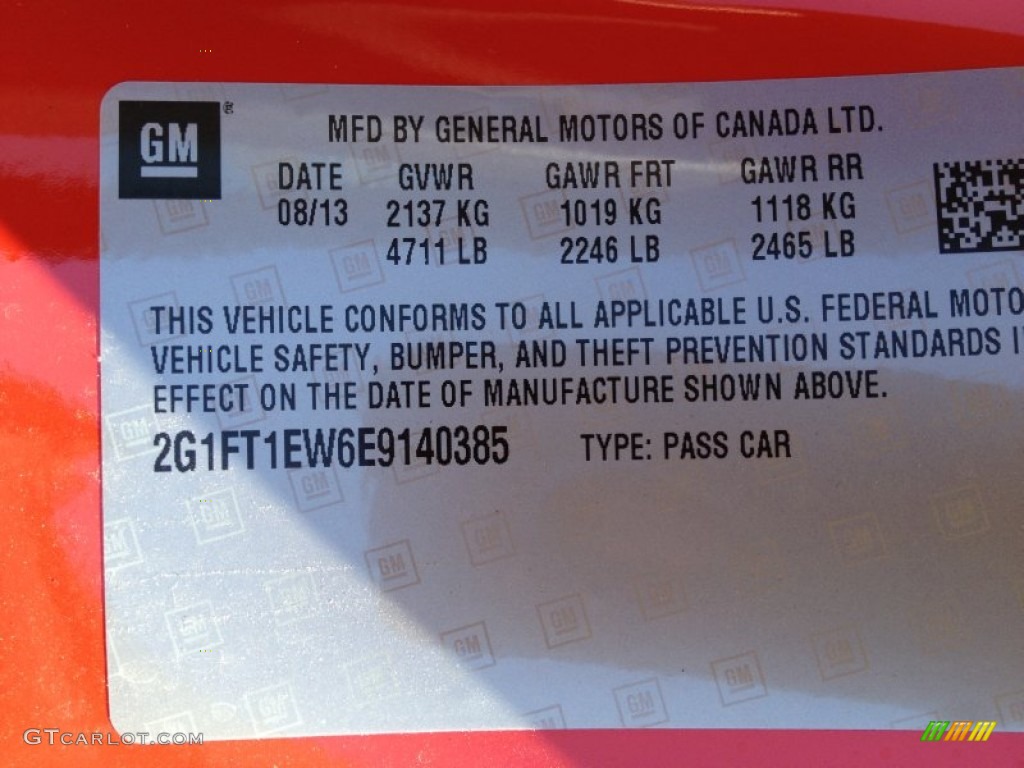 GM ®
MFD BY GENERAL MOTORS OF CANADA LTD.
DATE GVWR GAWR FRT GAWR RR
08/13 2137 KG 1019 KG 1118 KG
4711 LB 2246 LB 2465 LB
THIS VEHICLE CONFORMS TO ALL APPLICABLE U.S. FEDERAL MOTO
VEHICLE SAFETY, BUMPER, AND THEFT PREVENTION STANDARDS I
EFFECT ON THE DATE OF MANUFACTURE SHOWN ABOVE.
2G1FT1EW6E9140385 TYPE: PASS CAR
GTCARLOT.COM